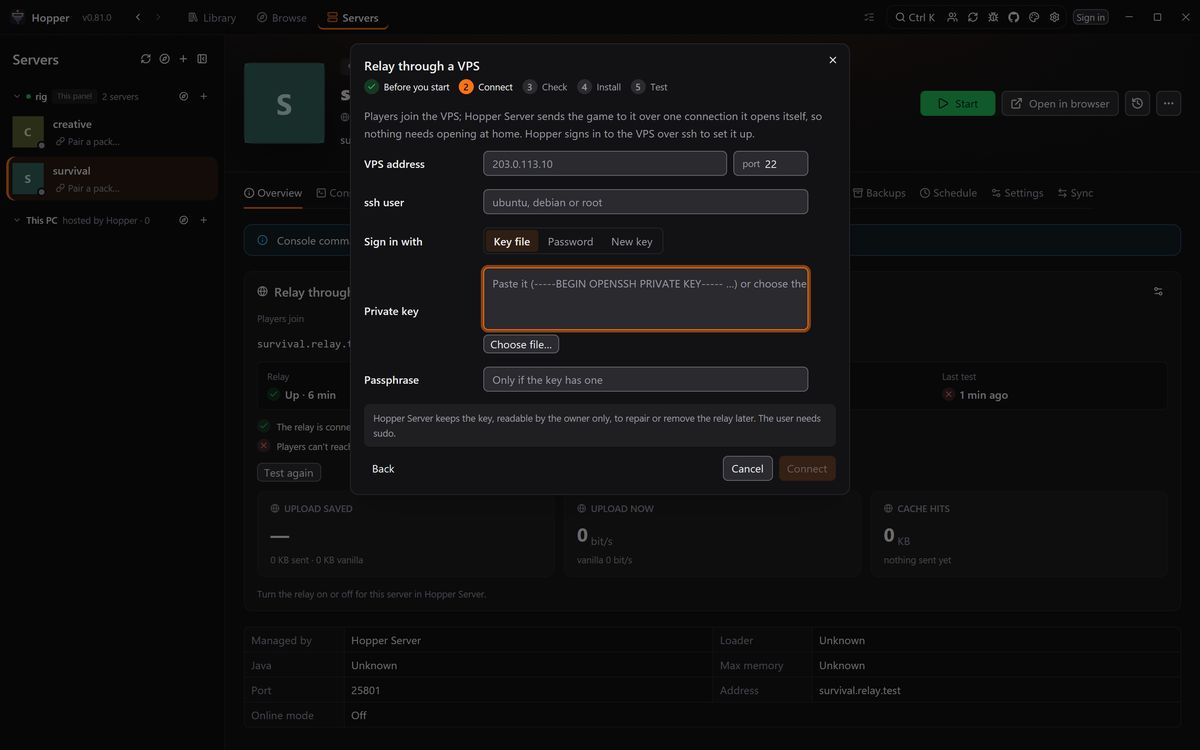 Hopper v0.81.0 Library Browse Servers Ctrl K Sign in
Servers
rig This panel 2 servers
C creative
Pair a pack...
S survival
Pair a pack...
This PC hosted by Hopper · 0
S
Start Open in browser
Overview Backups Schedule Settings Sync
Console comm
Relay through
Players join
survival.relay.
Relay
Up · 6 min
Last test
1 min ago
The relay is conne
Players can't reach
Test again
UPLOAD SAVED
—
0 KB sent · 0 KB vanilla
UPLOAD NOW
0 bit/s
vanilla 0 bit/s
CACHE HITS
0 KB
nothing sent yet
Turn the relay on or off for this server in Hopper Server.
Managed by Hopper Server Loader Unknown
Java Unknown Max memory Unknown
Port 25801 Address survival.relay.test
Online mode Off
Relay through a VPS
Before you start 2 Connect 3 Check 4 Install 5 Test
Players join the VPS; Hopper Server sends the game to it over one connection it opens itself, so
nothing needs opening at home. Hopper signs in to the VPS over ssh to set it up.
VPS address 203.0.113.10 port 22
ssh user ubuntu, debian or root
Sign in with Key file Password New key
Private key Paste it (-----BEGIN OPENSSH PRIVATE KEY----- ...) or choose the
Choose file...
Passphrase Only if the key has one
Hopper Server keeps the key, readable by the owner only, to repair or remove the relay later. The user needs
sudo.
Back Cancel Connect